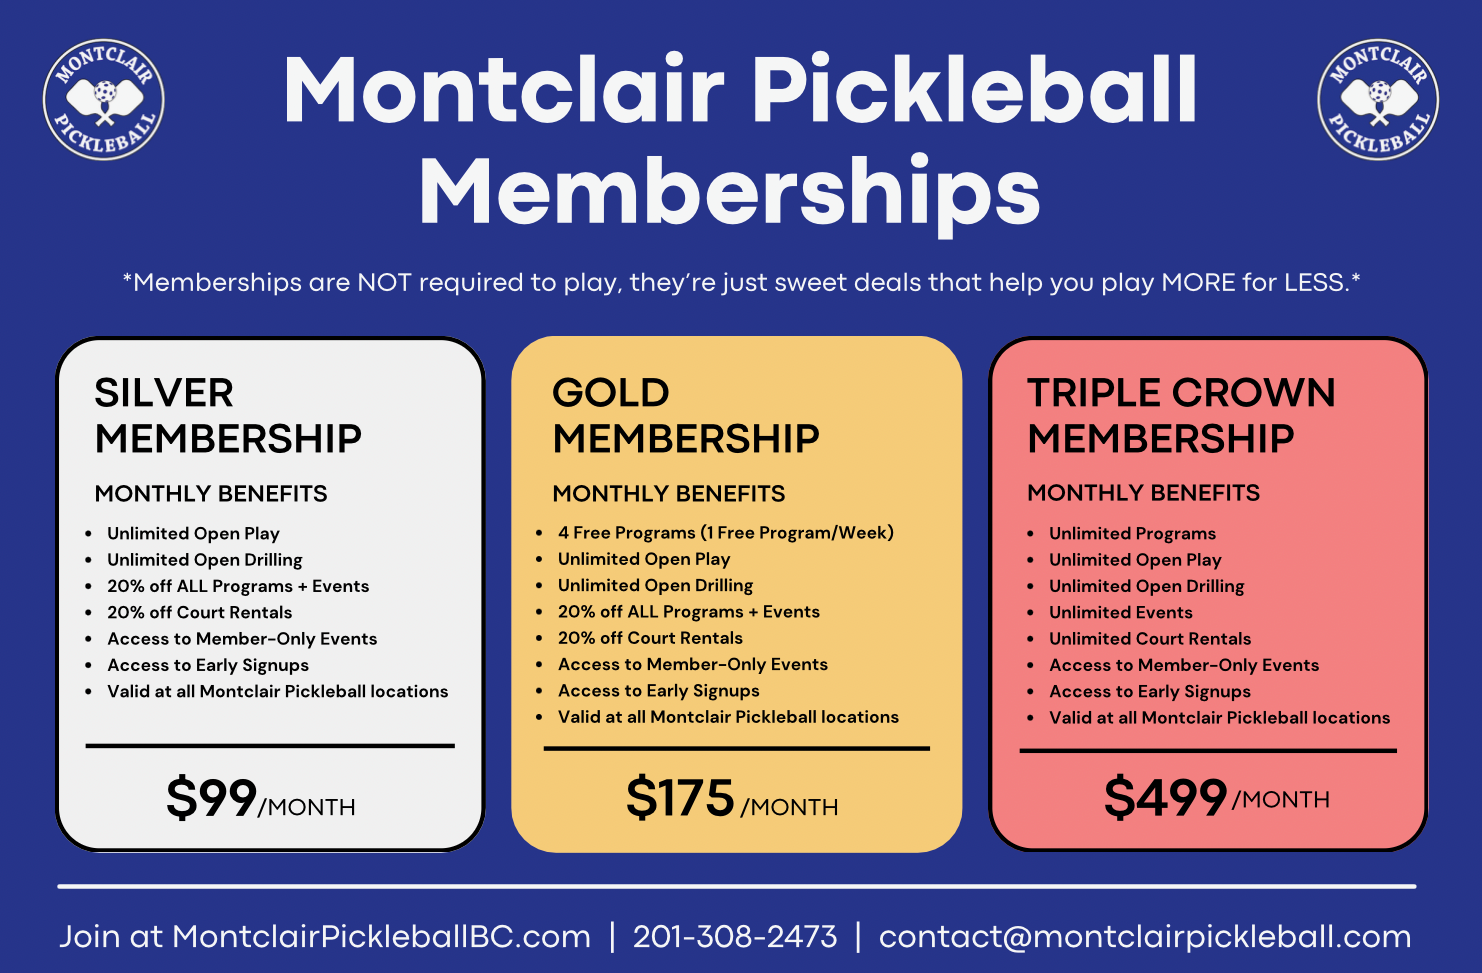 MONTCLAIR
PICKLEBALL
Montclair Pickleball
Memberships
MONTCLAIR
PICKLEBALL
*Memberships are NOT required to play, they're just sweet deals that help you play MORE for LESS.*
SILVER
MEMBERSHIP
MONTHLY BENEFITS
• Unlimited Open Play
• Unlimited Open Drilling
• 20% off ALL Programs + Events
• 20% off Court Rentals
• Access to Member-Only Events
• Access to Early Signups
• Valid at all Montclair Pickleball locations
$99/MONTH
GOLD
MEMBERSHIP
MONTHLY BENEFITS
• 4 Free Programs (1 Free Program/Week)
• Unlimited Open Play
• Unlimited Open Drilling
• 20% off ALL Programs + Events
• 20% off Court Rentals
• Access to Member-Only Events
• Access to Early Signups
• Valid at all Montclair Pickleball locations
$175 /MONTH
TRIPLE CROWN
MEMBERSHIP
MONTHLY BENEFITS
• Unlimited Programs
• Unlimited Open Play
• Unlimited Open Drilling
• Unlimited Events
• Unlimited Court Rentals
• Access to Member-Only Events
• Access to Early Signups
• Valid at all Montclair Pickleball locations
$499 /MONTH
Join at MontclairPickleballBC.com | 201-308-2473 | contact@montclairpickleball.com